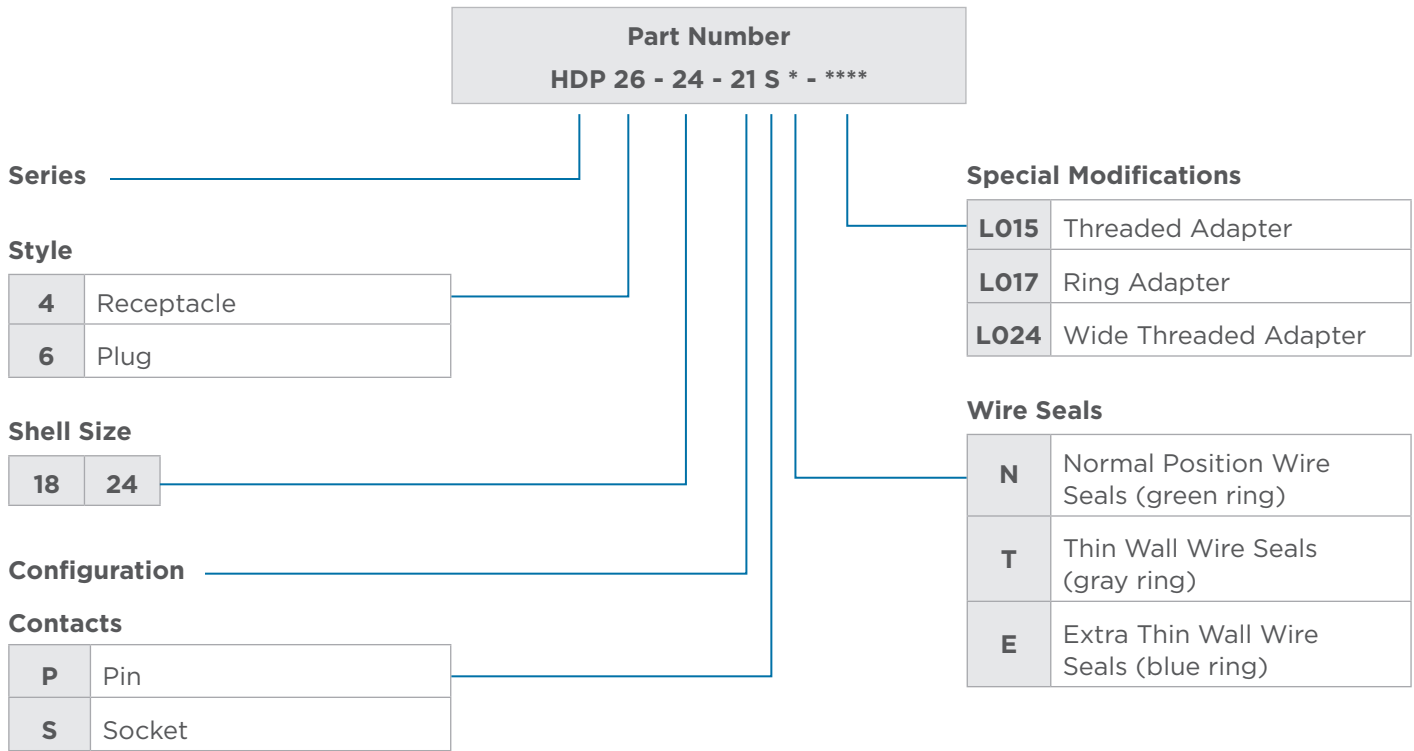 Part Number
HDP 26 - 24 - 21 S * - ****
Series
Style
4 Receptacle
6 Plug
Shell Size
18 24
Configuration
Contacts
P Pin
S Socket
Special Modifications
L015 Threaded Adapter
L017 Ring Adapter
L024 Wide Threaded Adapter
Wire Seals
N Normal Position Wire
Seals (green ring)
T Thin Wall Wire Seals
(gray ring)
E Extra Thin Wall Wire
Seals (blue ring)